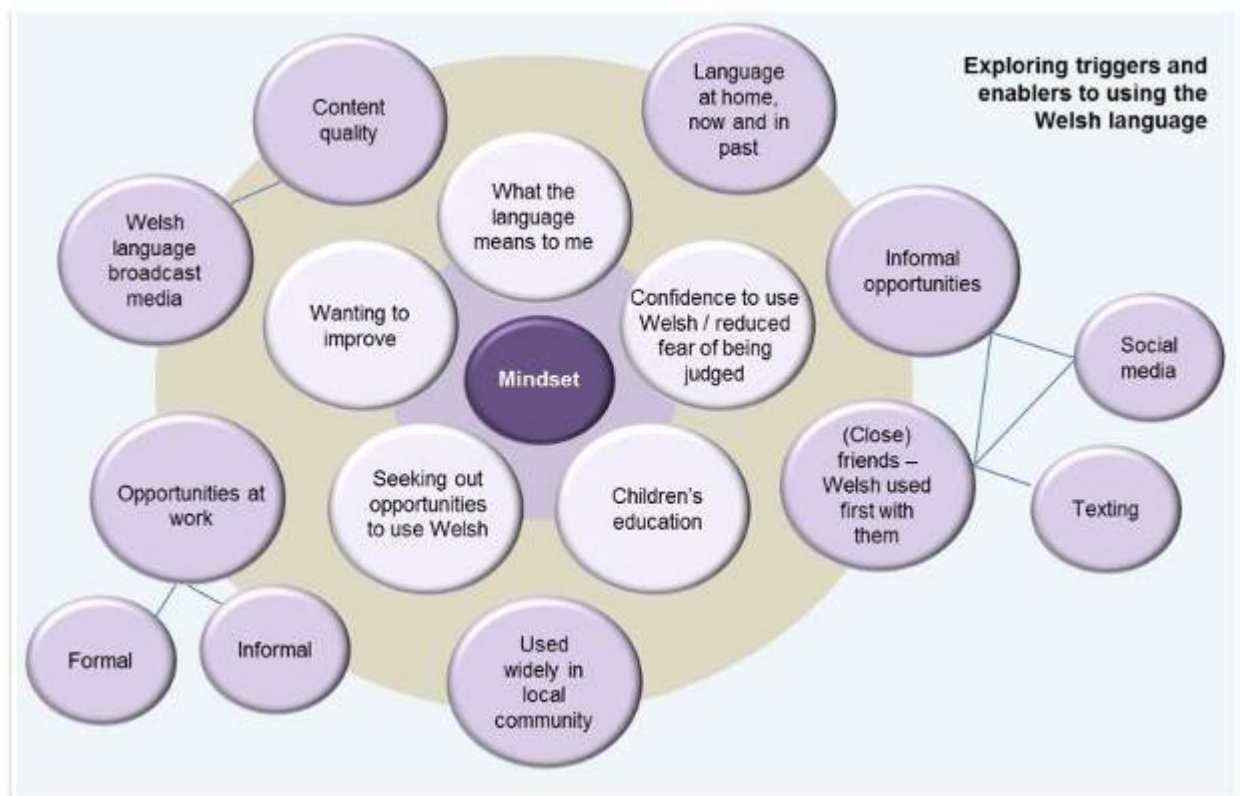 Exploring triggers and
enablers to using the
Welsh language
Content
quality
Language
at home,
now and in
past
What the
language
means to me
Welsh
language
broadcast
media
Informal
opportunities
Wanting to
improve
Confidence to use
Welsh / reduced
fear of being
judged
Social
media
Mindset
(Close)
friends –
Welsh used
first with
them
Opportunities at
work
Seeking out
opportunities
to use Welsh
Children's
education
Texting
Formal
Informal
Used
widely in
local
community